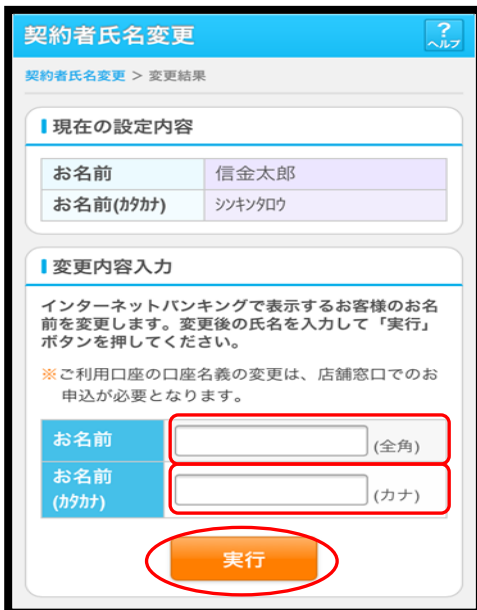 契約者氏名変更
?
ヘルプ
契約者氏名変更 > 変更結果
現在の設定内容
お名前 信金太郎
お名前(ｶﾀｶﾅ) ｼﾝｷﾝﾀﾛｳ
変更内容入力
インターネットバンキングで表示するお客様のお名
前を変更します。変更後の氏名を入力して「実行」
ボタンを押してください。
※ご利用口座の口座名義の変更は、店舗窓口でのお
申込が必要となります。
お名前 (全角)
お名前
(ｶﾀｶﾅ) (カナ)
実行